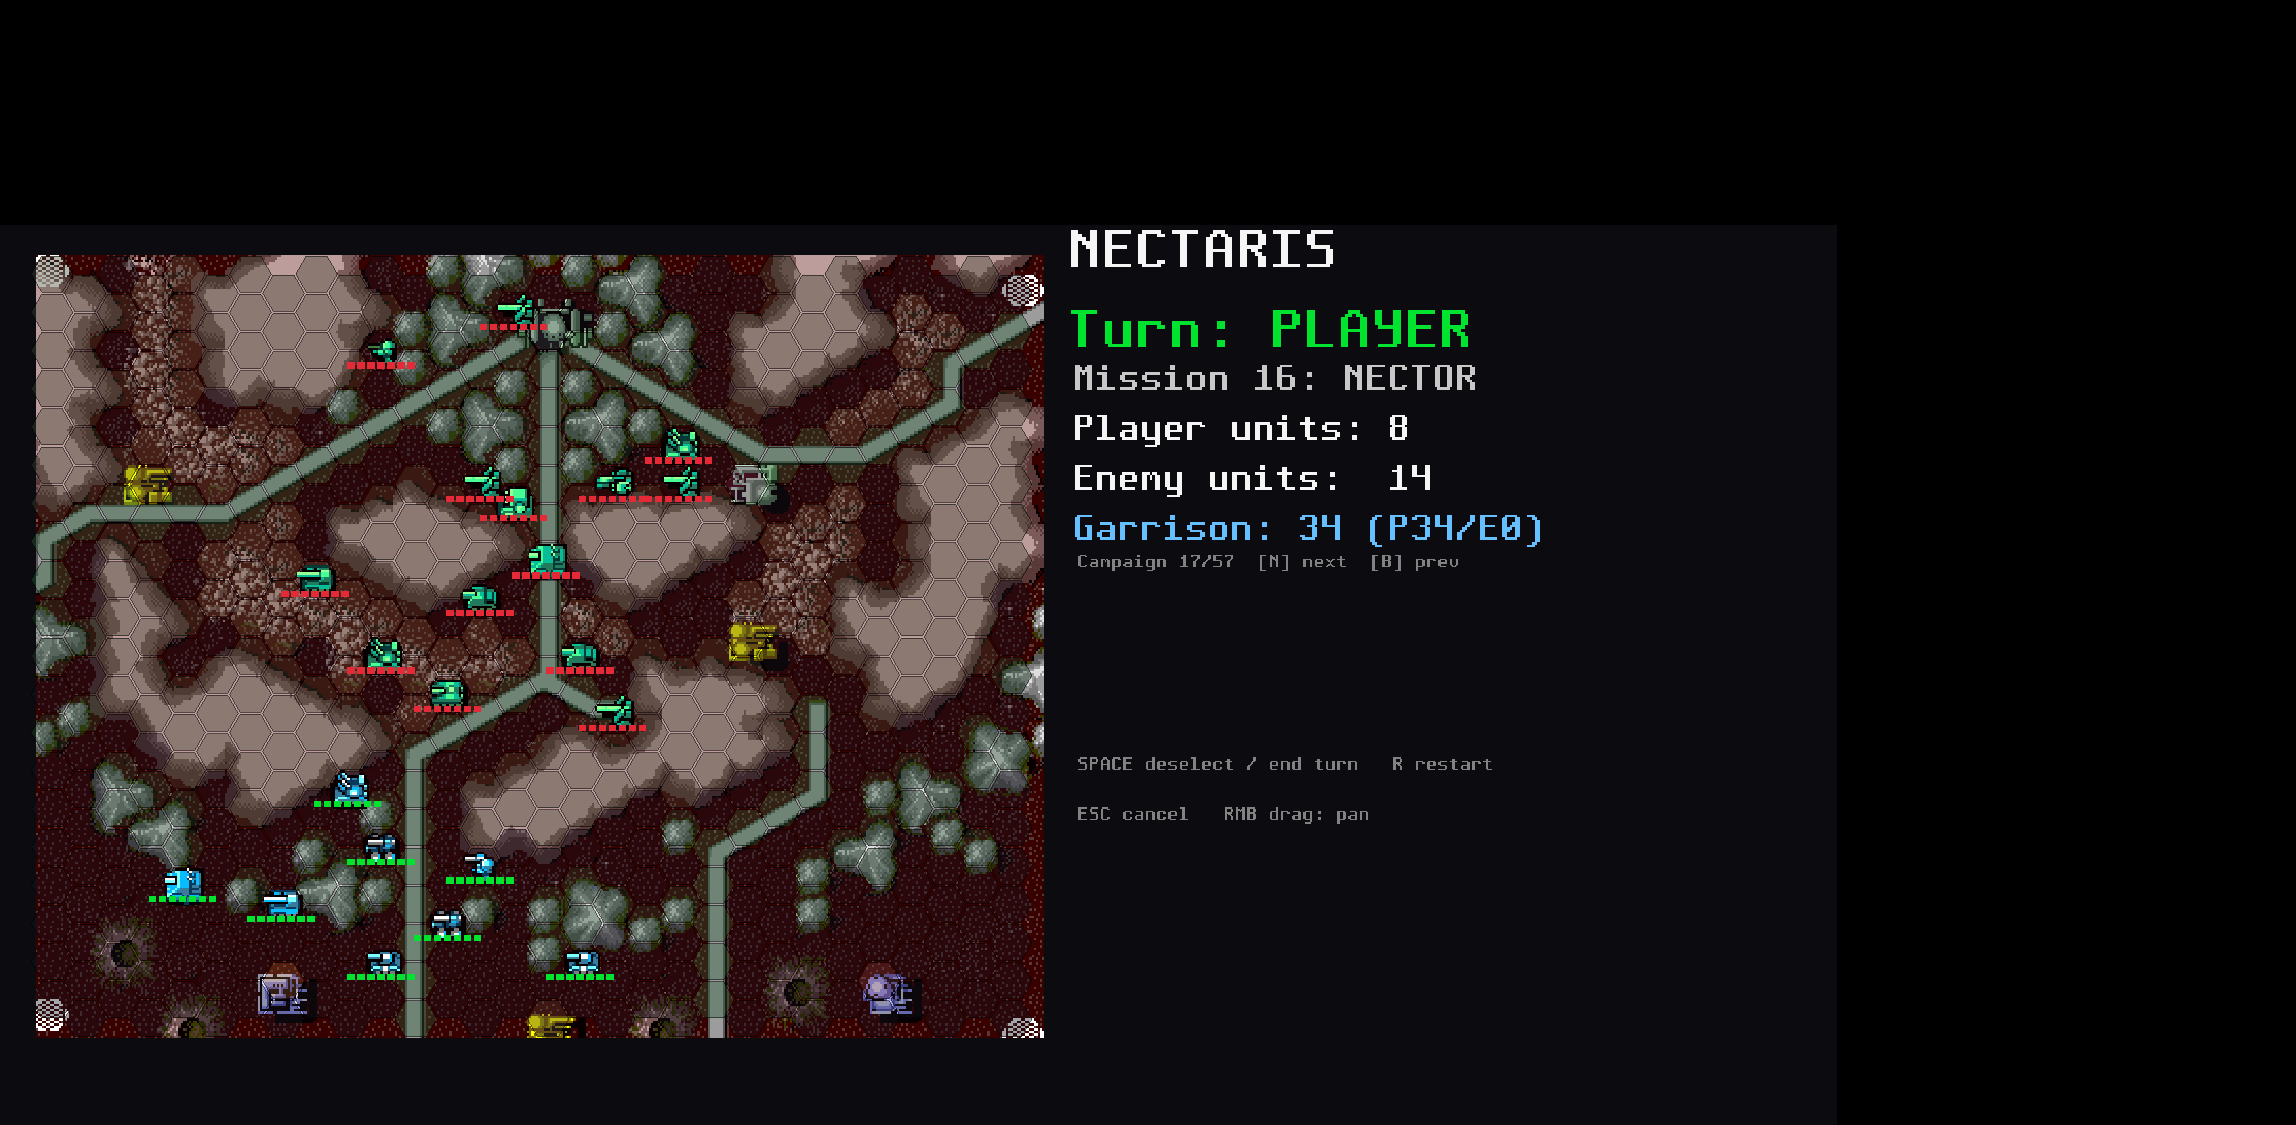 NECTARIS
Turn: PLAYER
Mission 16: NECTOR
Player units: 8
Enemy units:  14
Garrison: 34 (P34/E0)
Campaign 17/57  [N] next  [B] prev
SPACE deselect / end turn   R restart
ESC cancel   RMB drag: pan